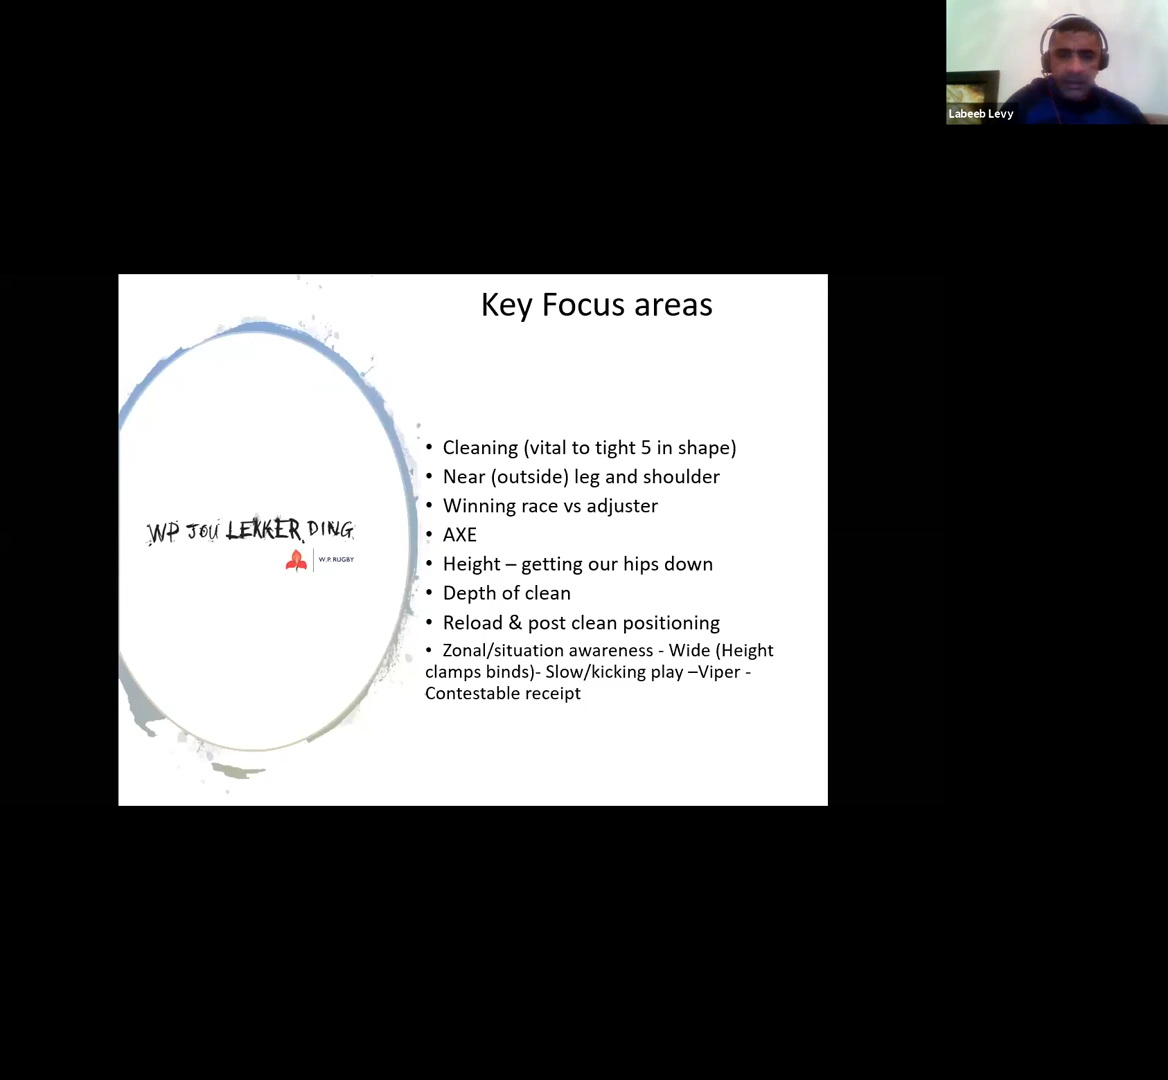 Labeeb Levy
Key Focus areas
• Cleaning (vital to tight 5 in shape)
• Near (outside) leg and shoulder
• Winning race vs adjuster
• AXE
• Height – getting our hips down
• Depth of clean
• Reload & post clean positioning
• Zonal/situation awareness - Wide (Height
clamps binds)- Slow/kicking play –Viper -
Contestable receipt
WP JOU LEKKER DING
W.P. RUGBY